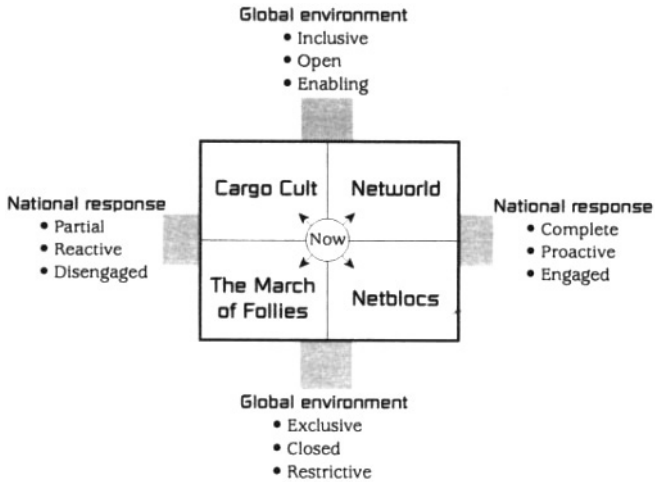 Global environment
• Inclusive
• Open
• Enabling
Cargo Cult
Networld
National response
• Partial
• Reactive
• Disengaged
Now
National response
• Complete
• Proactive
• Engaged
The March
of Follies
Netblocs
Global environment
• Exclusive
• Closed
• Restrictive